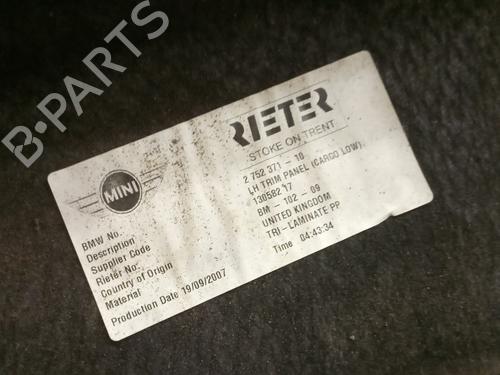 B-PARTS
MINI
RIETER
STOKE ON TRENT
BMW No. 2 752 371 - 10
Description LH TRIM PANEL (CARGO LOW)
Supplier Code 130582 17
Rieter No: BM - 102 - 09
Country of Origin UNITED KINGDOM
Material TRI - LAMINATE PP
Production Date 19/09/2007 Time 04:43:34